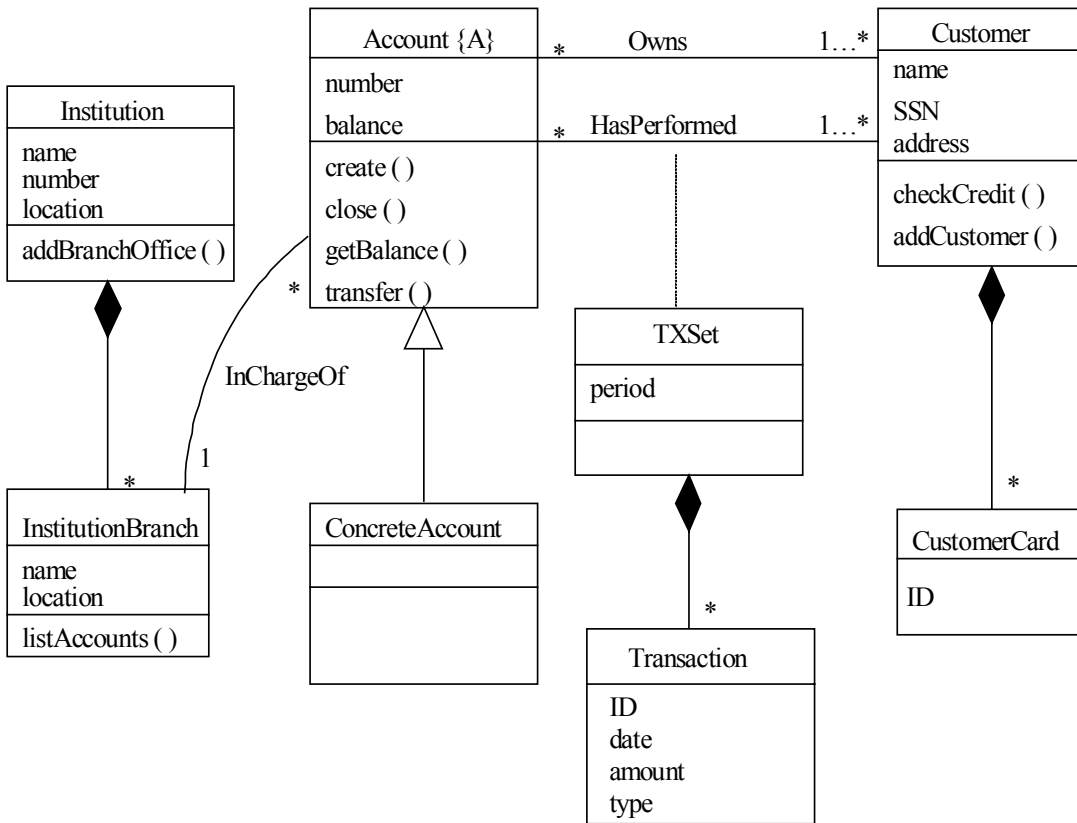 Account {A}
number
balance
create ( )
close ( )
getBalance ( )
transfer ( )
* Owns 1…*
* HasPerformed 1…*
Customer
name
SSN
address
checkCredit ( )
addCustomer ( )
Institution
name
number
location
addBranchOffice ( )
*
InChargeOf
1
*
InstitutionBranch
name
location
listAccounts ( )
ConcreteAccount
TXSet
period
*
Transaction
ID
date
amount
type
*
CustomerCard
ID